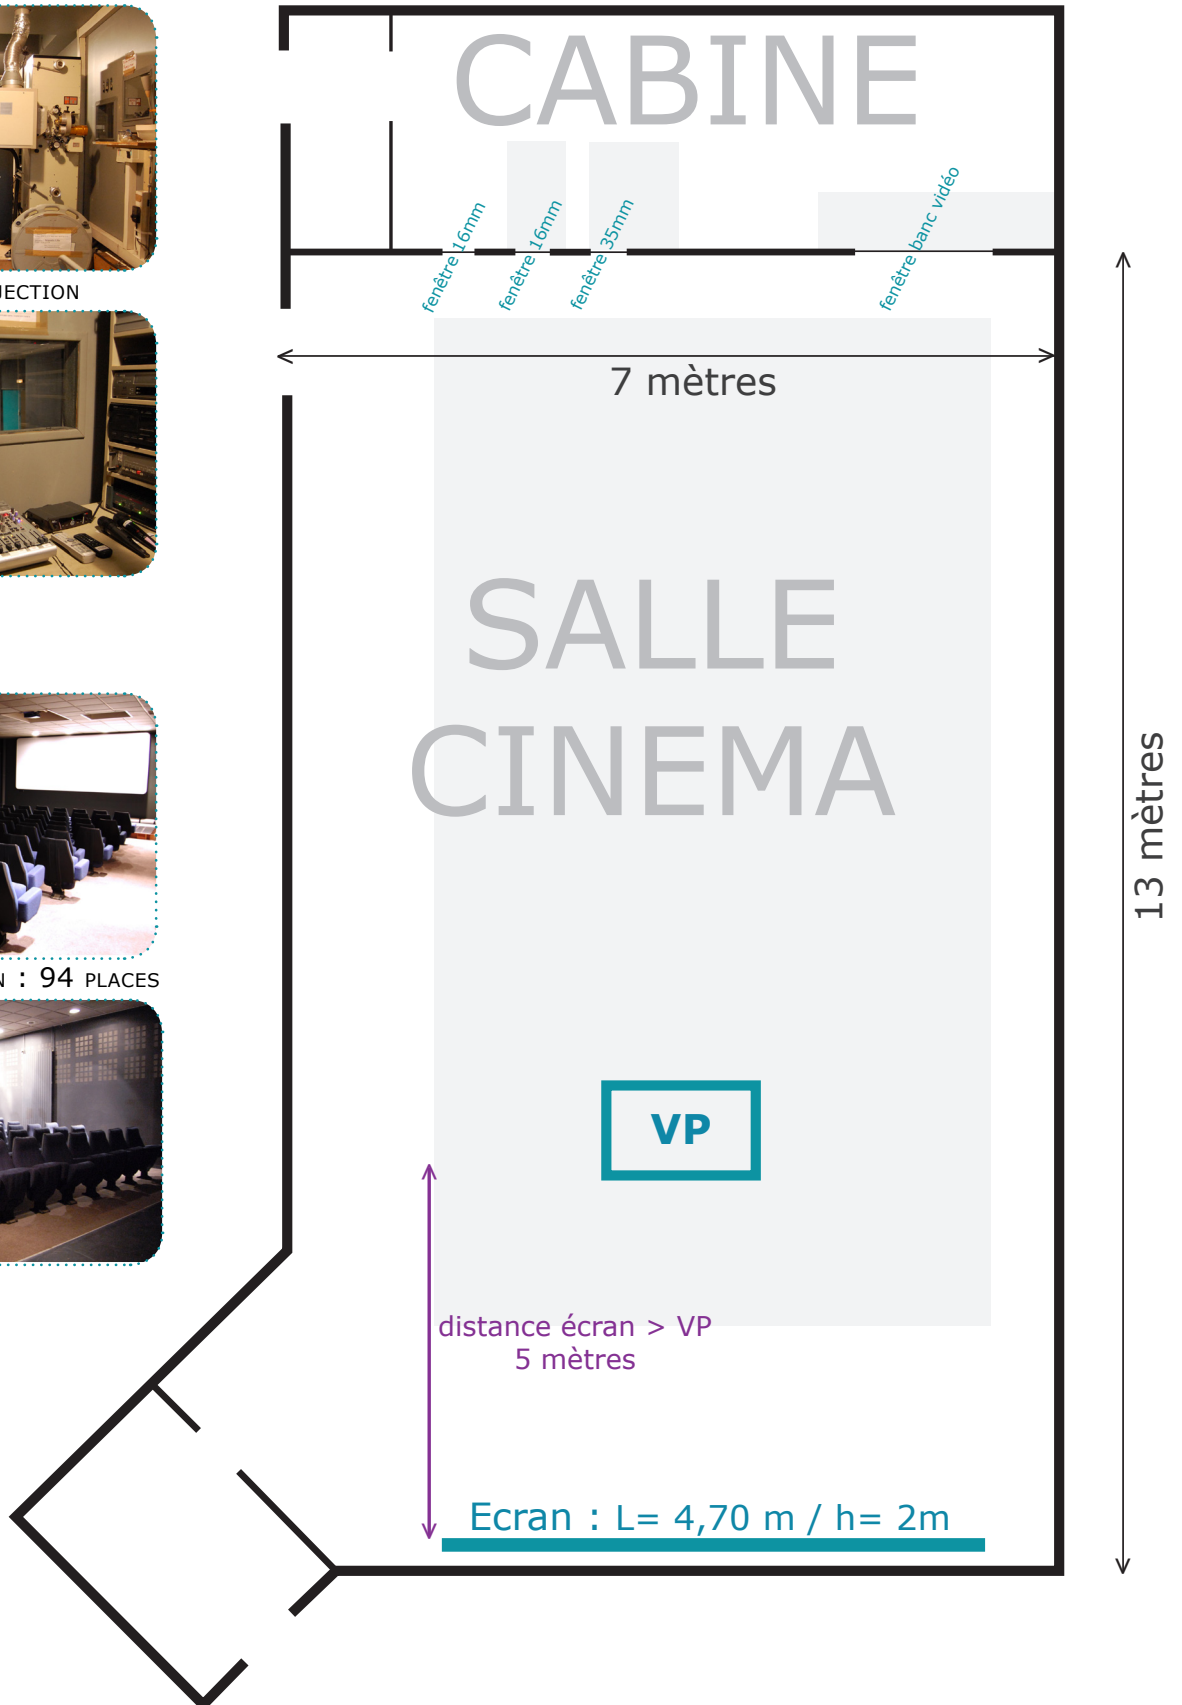 CABINE
fenêtre 16mm
fenêtre 16mm
fenêtre 35mm
fenêtre banc vidéo
JECTION
7 mètres
SALLE
CINEMA
13 mètres
: 94 PLACES
VP
distance écran > VP
5 mètres
Ecran : L= 4,70 m / h= 2m